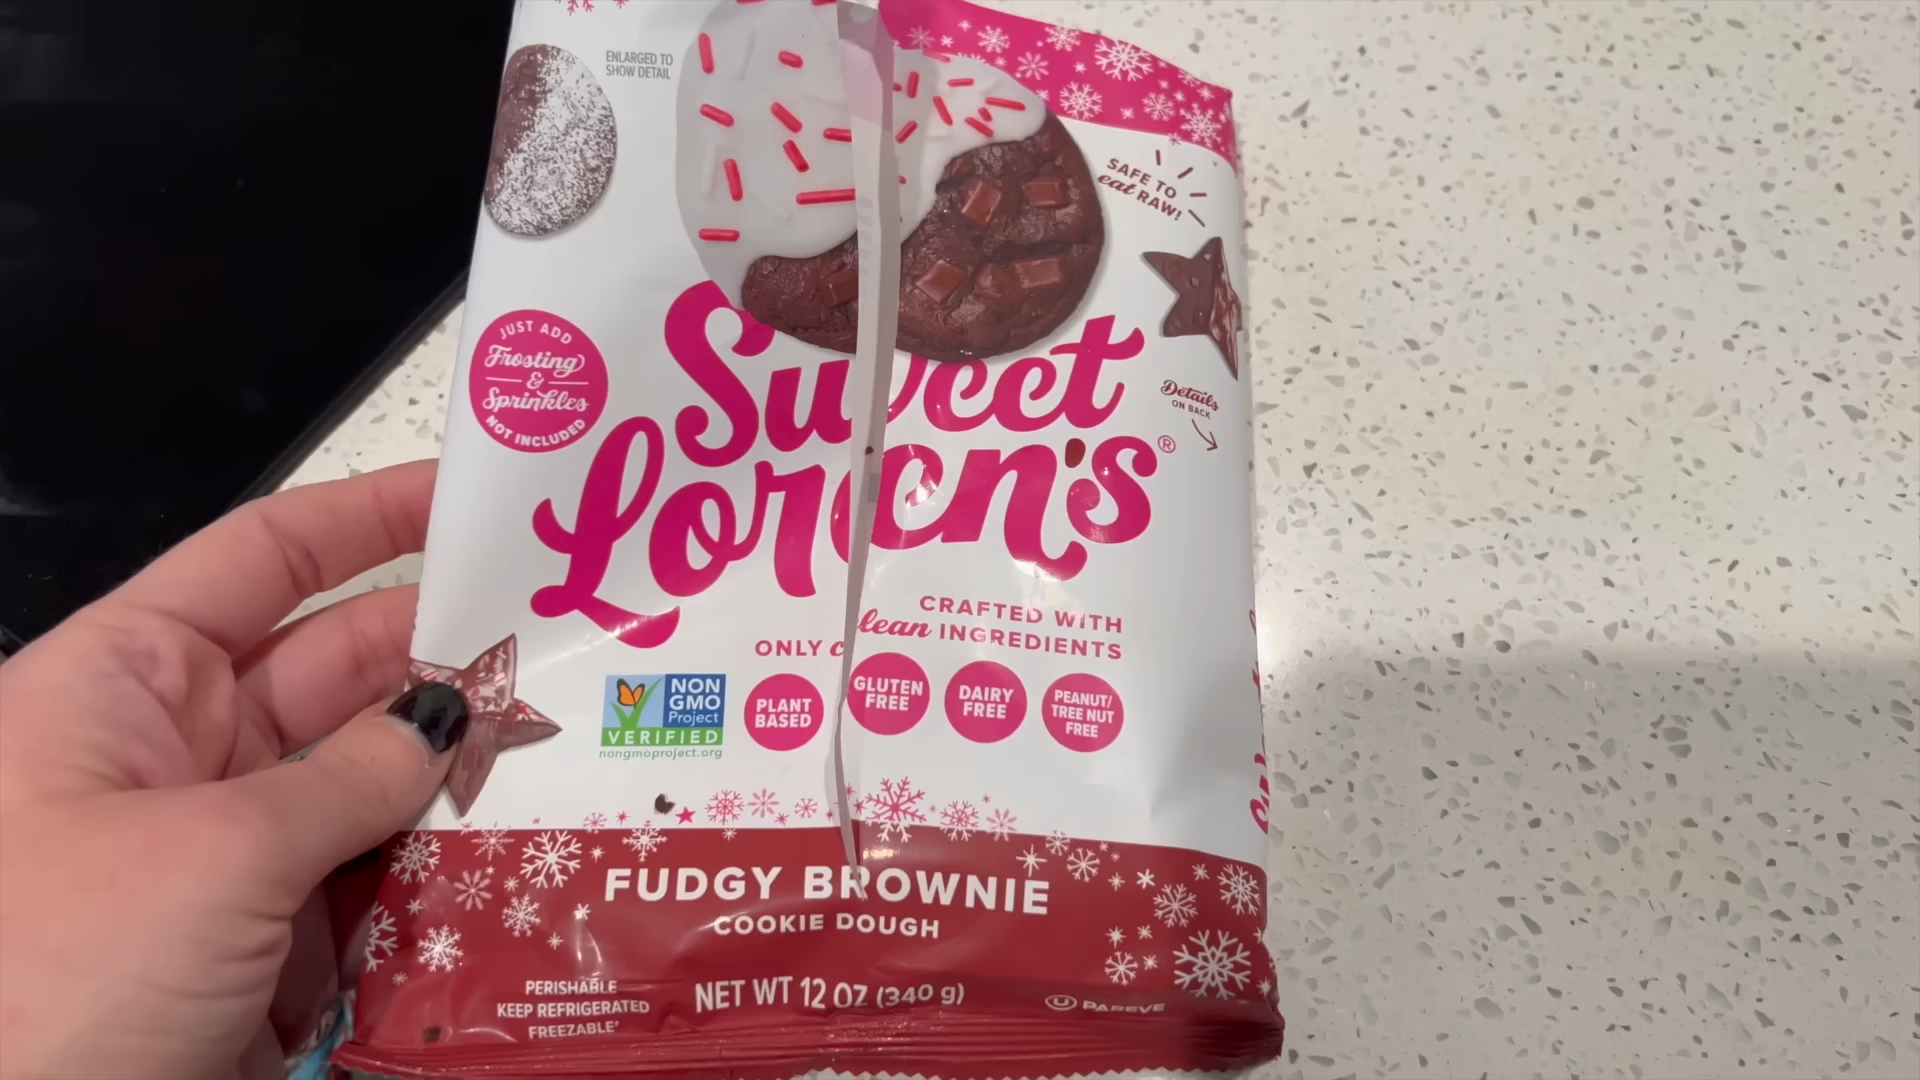 ENLARGED TO
SHOW DETAIL
SAFE TO
eat RAW!
JUST ADD
Frosting
&
Sprinkles
NOT INCLUDED
Sweet
Loren's®
Details
ON BACK
CRAFTED WITH
ONLY clean INGREDIENTS
NON
GMO
Project
VERIFIED
nongmoproject.org
PLANT
BASED
GLUTEN
FREE
DAIRY
FREE
PEANUT/
TREE NUT
FREE
FUDGY BROWNIE
COOKIE DOUGH
PERISHABLE
KEEP REFRIGERATED
FREEZABLE*
NET WT 12 OZ (340 g)
U PAREVE